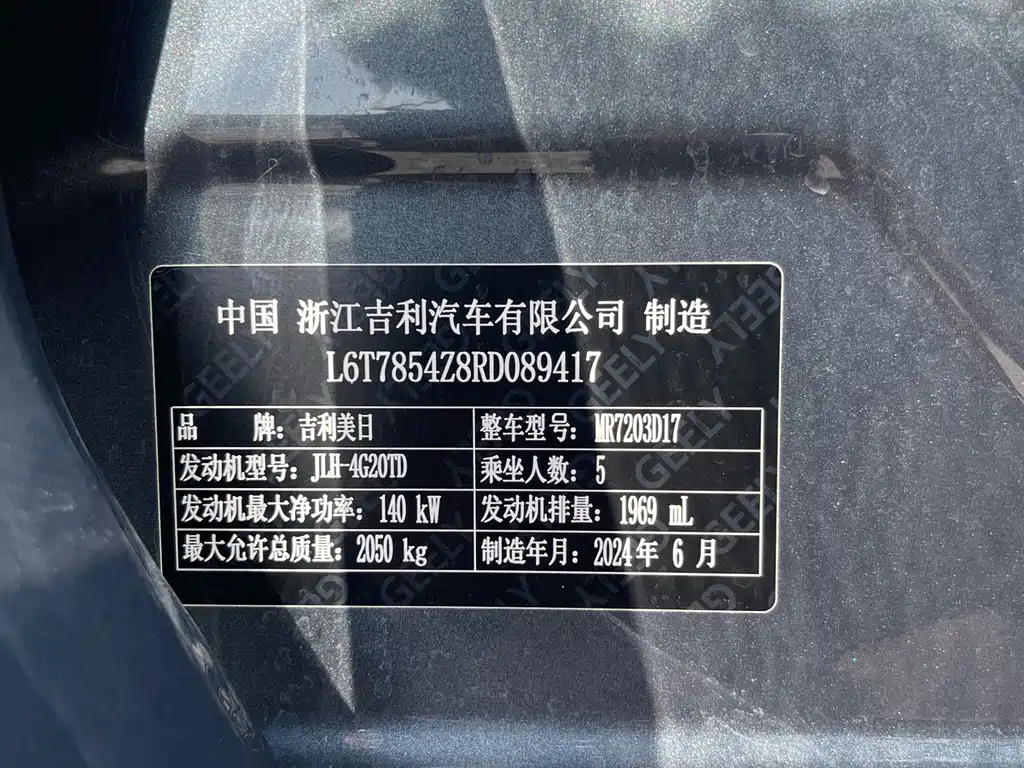 中国 浙江吉利汽车有限公司 制造
L6T7854Z8RD089417
品 牌：吉利美日 整车型号：MR7203D17
发动机型号：JLH-4G20TD 乘坐人数：5
发动机最大净功率：140 kW 发动机排量：1969 mL
最大允许总质量：2050 kg 制造年月：2024年 6 月
GEELY